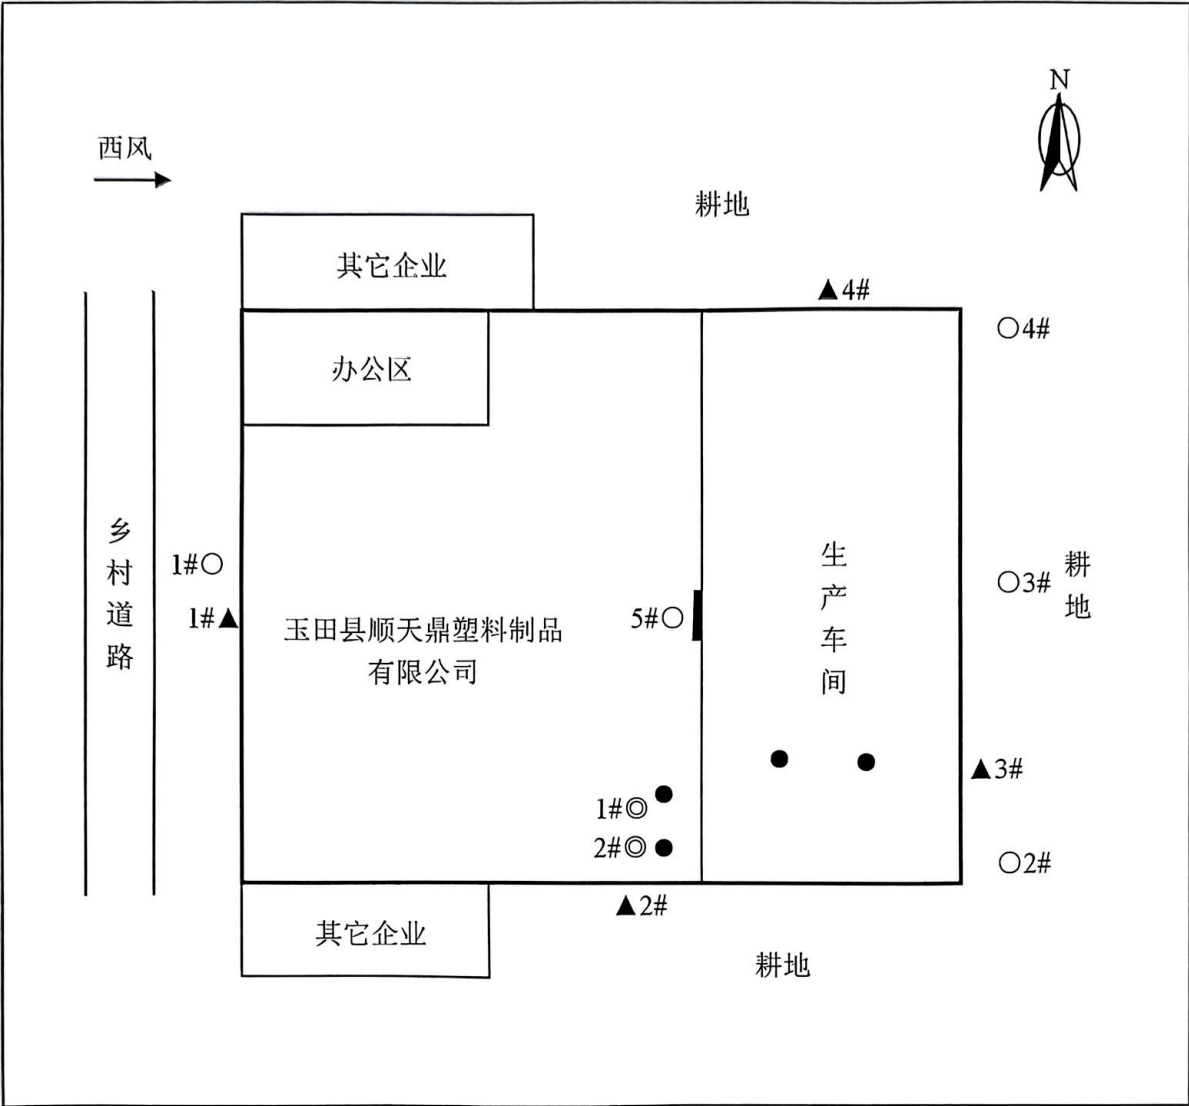 N
西风
耕地
其它企业
▲4#
○4#
办公区
乡村道路
1#○
1#▲
玉田县顺天鼎塑料制品
有限公司
5#○
生产车间
○3#
耕地
▲3#
1#◎
2#◎
○2#
▲2#
其它企业
耕地